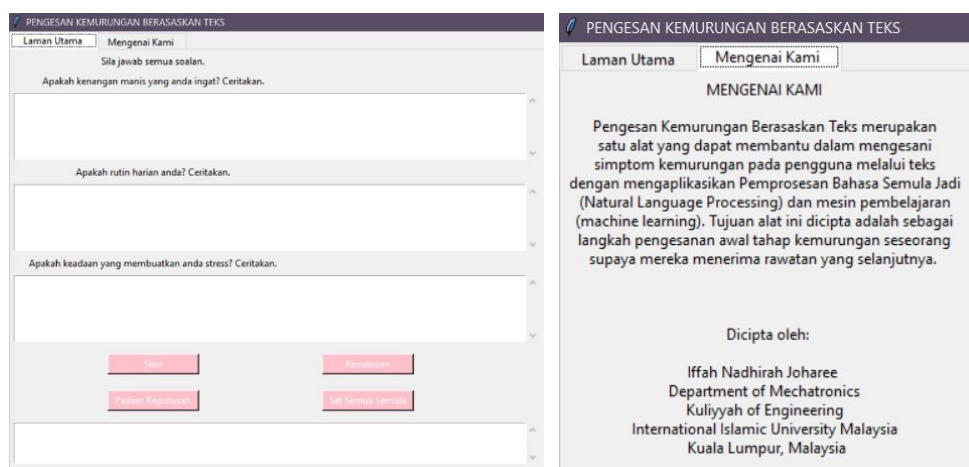 PENGESAN KEMURUNGAN BERASASKAN TEKS
Laman Utama Mengenai Kami
Sila jawab semua soalan.
Apakah kenangan manis yang anda ingat? Ceritakan.
Apakah rutin harian anda? Ceritakan.
Apakah keadaan yang membuatkan anda stress? Ceritakan.
Skor Keputusan
Padam Keputusan Set Semua Semula
PENGESAN KEMURUNGAN BERASASKAN TEKS
Laman Utama Mengenai Kami
MENGENAI KAMI
Pengesan Kemurungan Berasaskan Teks merupakan
satu alat yang dapat membantu dalam mengesani
simptom kemurungan pada pengguna melalui teks
dengan mengaplikasikan Pemprosesan Bahasa Semula Jadi
(Natural Language Processing) dan mesin pembelajaran
(machine learning). Tujuan alat ini dicipta adalah sebagai
langkah pengesanan awal tahap kemurungan seseorang
supaya mereka menerima rawatan yang selanjutnya.
Dicipta oleh:
Iffah Nadhirah Joharee
Department of Mechatronics
Kuliyyah of Engineering
International Islamic University Malaysia
Kuala Lumpur, Malaysia